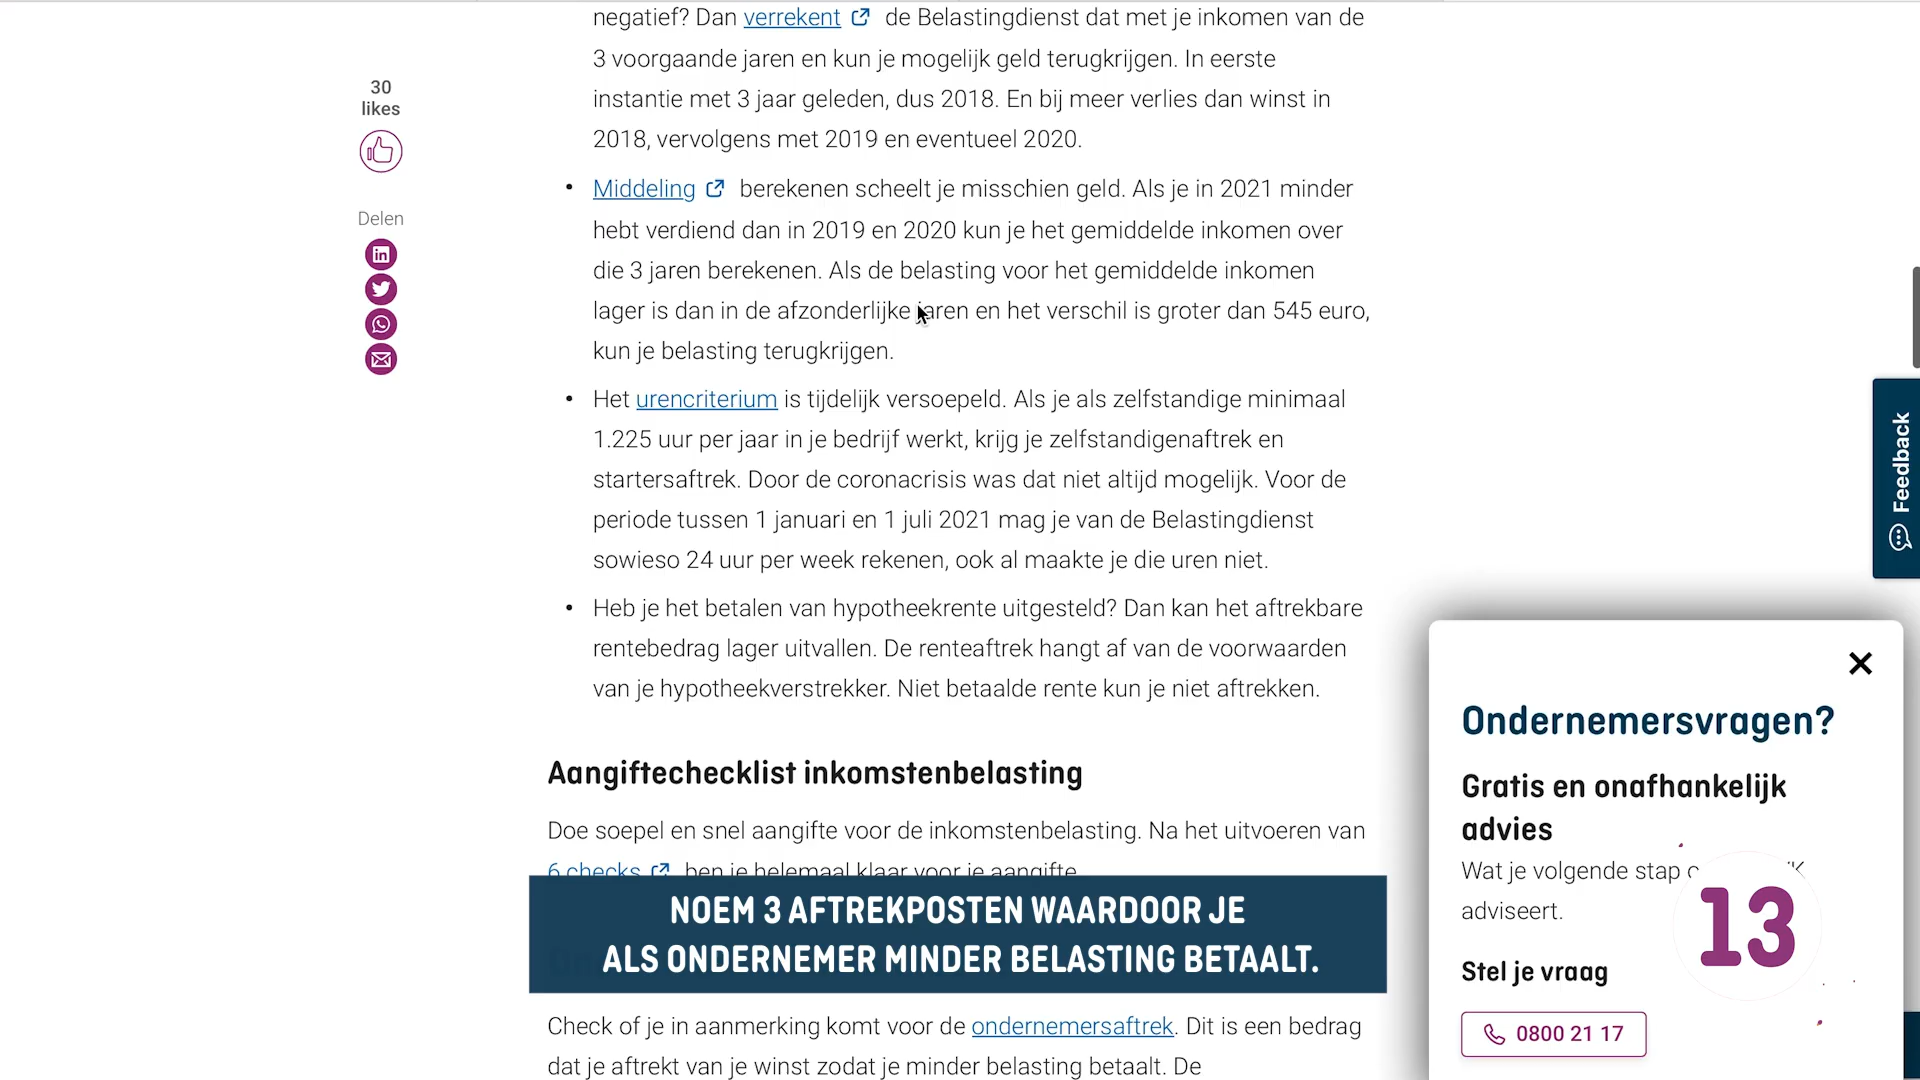 negatief? Dan verrekent de Belastingdienst dat met je inkomen van de
3 voorgaande jaren en kun je mogelijk geld terugkrijgen. In eerste
instantie met 3 jaar geleden, dus 2018. En bij meer verlies dan winst in
2018, vervolgens met 2019 en eventueel 2020.
30
likes
Delen
• Middeling berekenen scheelt je misschien geld. Als je in 2021 minder
hebt verdiend dan in 2019 en 2020 kun je het gemiddelde inkomen over
die 3 jaren berekenen. Als de belasting voor het gemiddelde inkomen
lager is dan in de afzonderlijke jaren en het verschil is groter dan 545 euro,
kun je belasting terugkrijgen.
• Het urencriterium is tijdelijk versoepeld. Als je als zelfstandige minimaal
1.225 uur per jaar in je bedrijf werkt, krijg je zelfstandigenaftrek en
startersaftrek. Door de coronacrisis was dat niet altijd mogelijk. Voor de
periode tussen 1 januari en 1 juli 2021 mag je van de Belastingdienst
sowieso 24 uur per week rekenen, ook al maakte je die uren niet.
• Heb je het betalen van hypotheekrente uitgesteld? Dan kan het aftrekbare
rentebedrag lager uitvallen. De renteaftrek hangt af van de voorwaarden
van je hypotheekverstrekker. Niet betaalde rente kun je niet aftrekken.
Aangiftechecklist inkomstenbelasting
Doe soepel en snel aangifte voor de inkomstenbelasting. Na het uitvoeren van
6 checks ben je helemaal klaar voor je aangifte.
NOEM 3 AFTREKPOSTEN WAARDOOR JE
ALS ONDERNEMER MINDER BELASTING BETAALT.
Check of je in aanmerking komt voor de ondernemersaftrek. Dit is een bedrag
dat je aftrekt van je winst zodat je minder belasting betaalt. De
Feedback
Ondernemersvragen?
Gratis en onafhankelijk
advies
Wat je volgende stap
adviseert.
13
Stel je vraag
0800 21 17